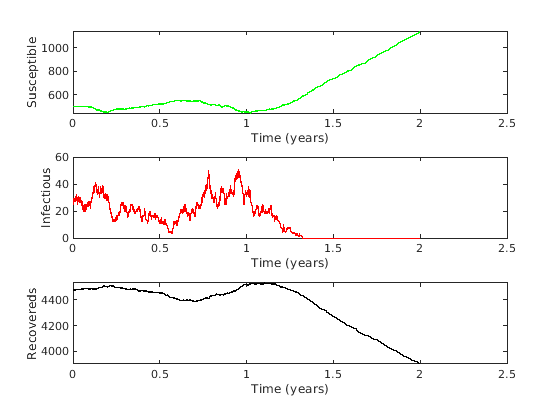 Susceptible
1000
800
600
0 0.5 1 1.5 2 2.5
Time (years)
Infectious
60
40
20
0
0 0.5 1 1.5 2 2.5
Time (years)
Recovereds
4400
4200
4000
0 0.5 1 1.5 2 2.5
Time (years)